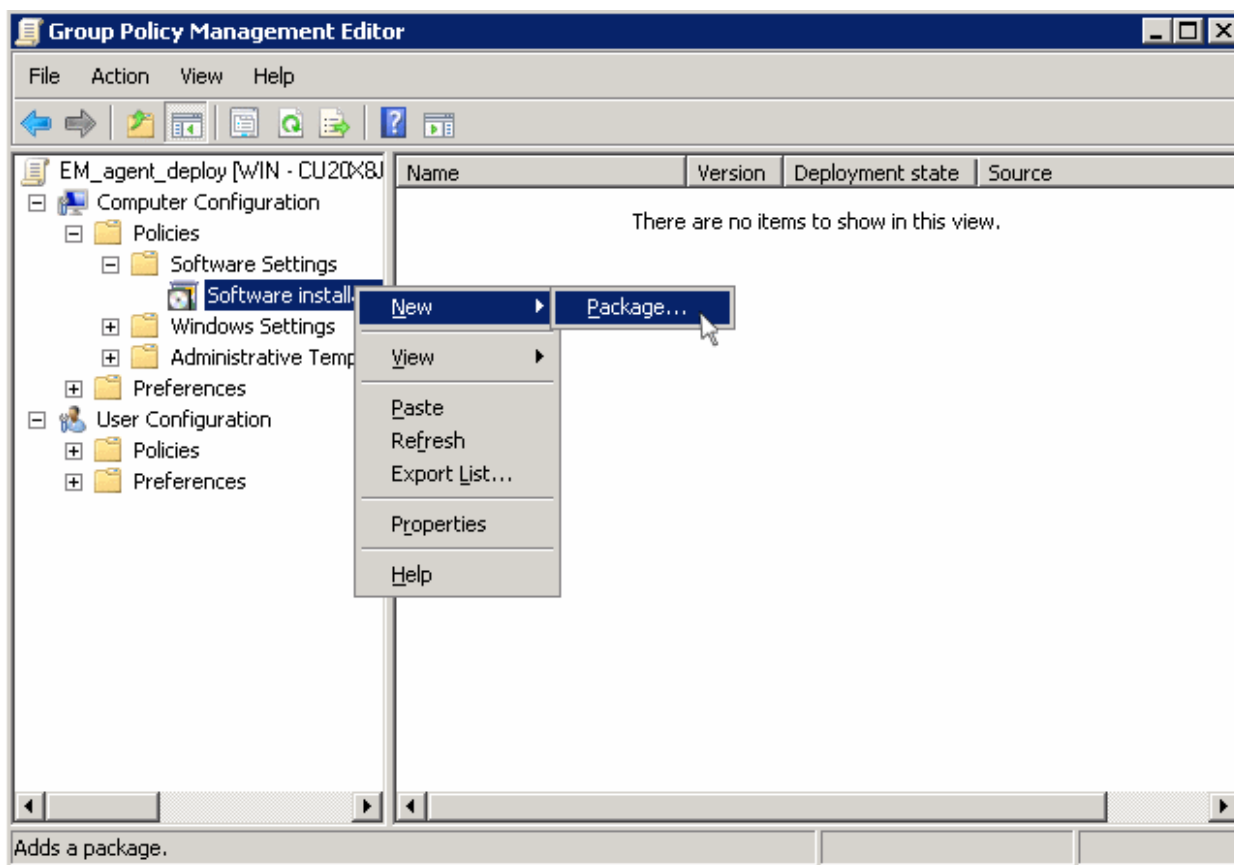 Group Policy Management Editor
File Action View Help
EM_agent_deploy [WIN - CU20X8J
Computer Configuration
Policies
Software Settings
Software install
Windows Settings
Administrative Temp
Preferences
User Configuration
Policies
Preferences
Name Version Deployment state Source
There are no items to show in this view.
New
Package...
View
Paste
Refresh
Export List...
Properties
Help
Adds a package.